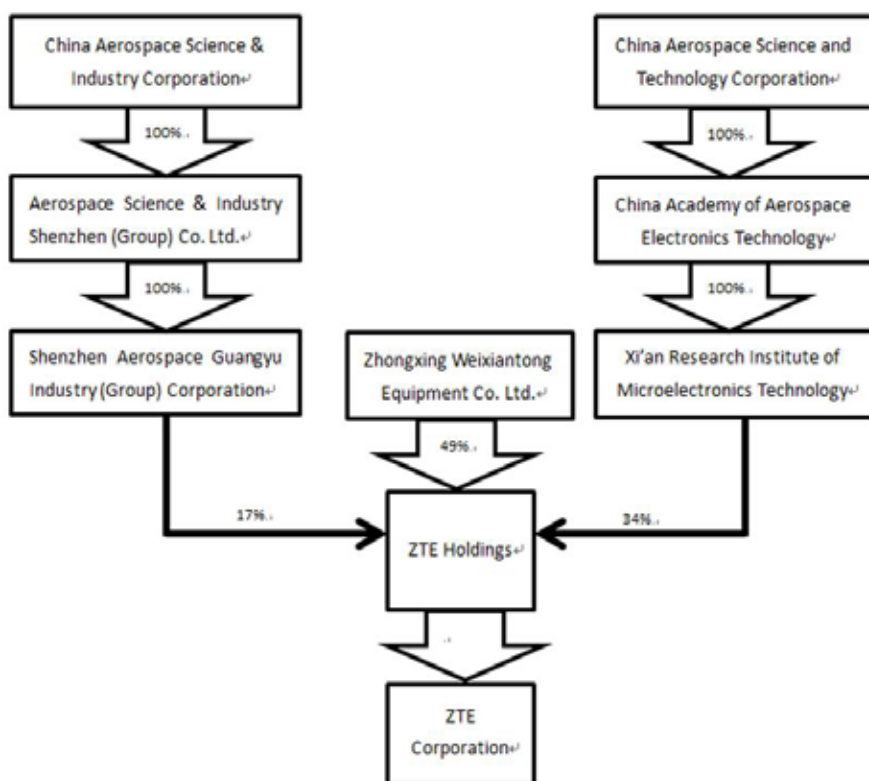 China Aerospace Science &
Industry Corporation↵
China Aerospace Science and
Technology Corporation↵
100%
100%
Aerospace Science & Industry
Shenzhen (Group) Co. Ltd.↵
China Academy of Aerospace
Electronics Technology↵
100%
100%
Shenzhen Aerospace Guangyu
Industry (Group) Corporation↵
Zhongxing Weixiantong
Equipment Co. Ltd.↵
Xi'an Research Institute of
Microelectronics Technology↵
49%
17%
34%
ZTE Holdings↵
ZTE
Corporation↵